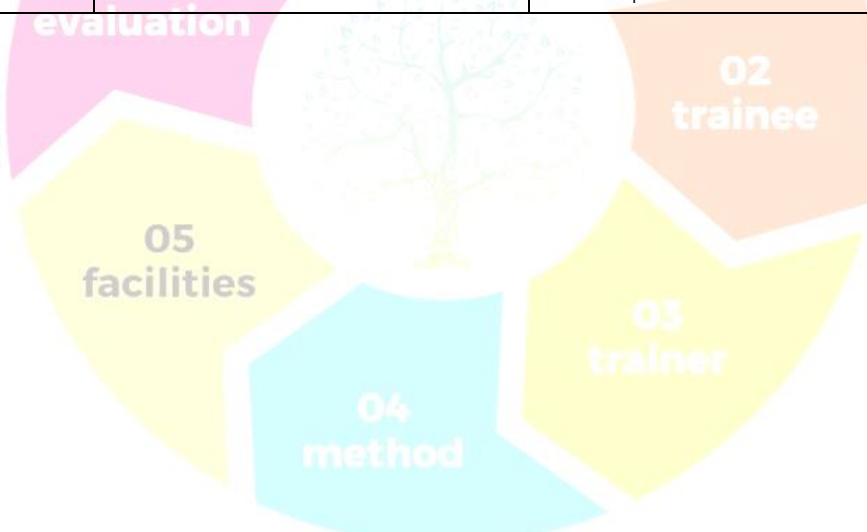 evaluation
02
trainee
05
facilities
03
trainer
04
method